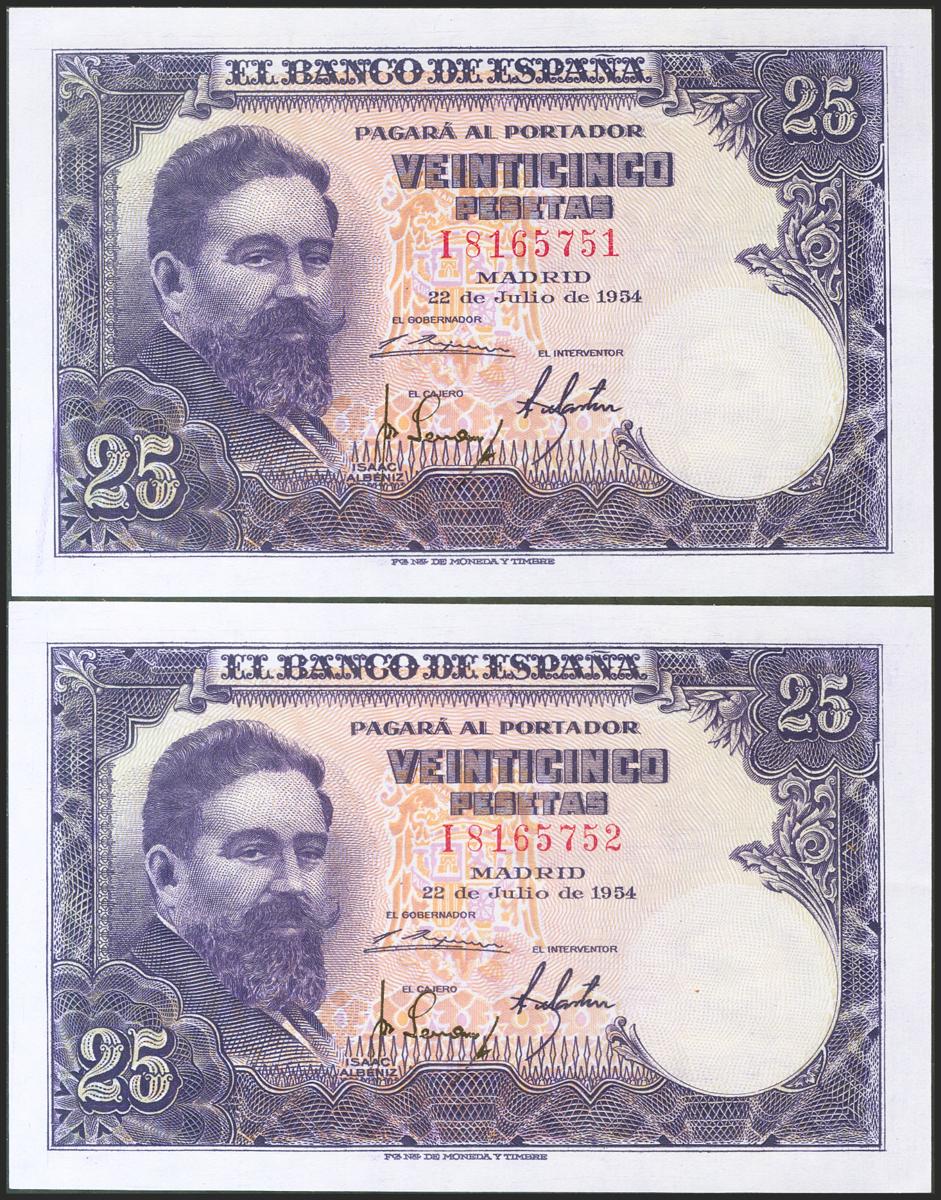 EL BANCO DE ESPAÑA
25
PAGARÁ AL PORTADOR
VEINTICINCO
PESETAS
I 8165751
MADRID
22 de Julio de 1954
EL GOBERNADOR
EL INTERVENTOR
EL CAJERO
ISAAC
ALBENIZ
25
FCA NAL DE MONEDA Y TIMBRE
EL BANCO DE ESPAÑA
25
PAGARÁ AL PORTADOR
VEINTICINCO
PESETAS
I 8165752
MADRID
22 de Julio de 1954
EL GOBERNADOR
EL INTERVENTOR
EL CAJERO
ISAAC
ALBENIZ
25
FCA NAL DE MONEDA Y TIMBRE